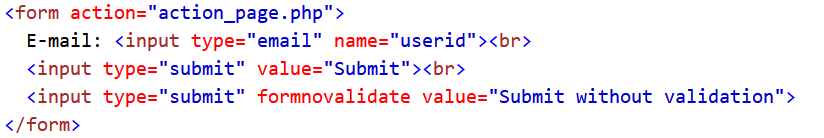 <form action="action_page.php">
  E-mail: <input type="email" name="userid"><br>
  <input type="submit" value="Submit"><br>
  <input type="submit" formnovalidate value="Submit without validation">
</form>